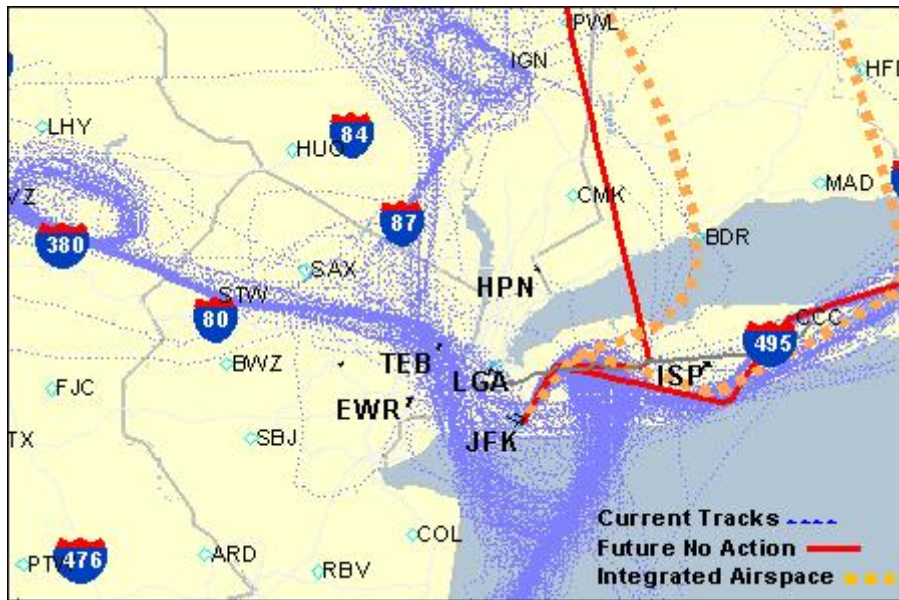 PWL
IGN
HFD
LHY
84
HUO
MAD
VZ
CMK
87
380
BDR
SAX
HPN
STW
80
CCC
495
TEB
BWZ
ISP
FJC
LGA
EWR
TX
SBJ
JFK
Current Tracks
COL
Future No Action
476
ARD
PTW
RBV
Integrated Airspace